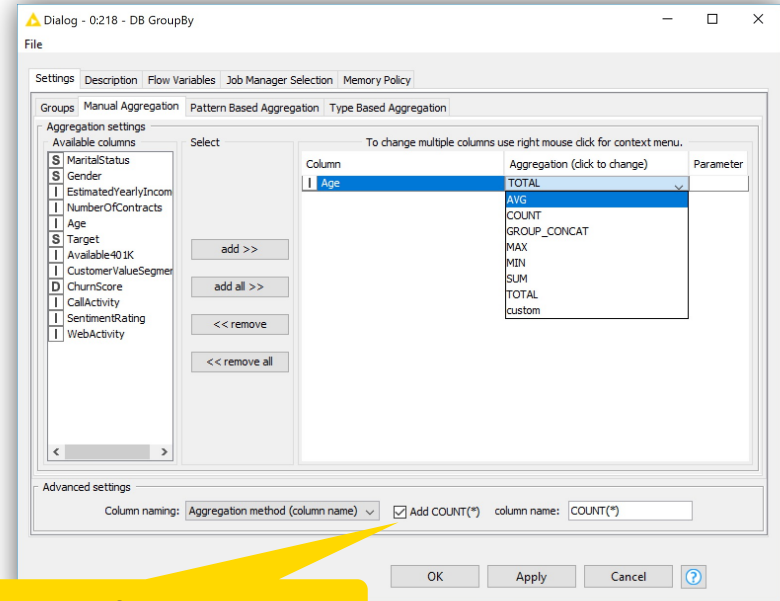 Dialog - 0:218 - DB GroupBy
File
Settings Description Flow Variables Job Manager Selection Memory Policy
Groups Manual Aggregation Pattern Based Aggregation Type Based Aggregation
Aggregation settings
Available columns
Select
To change multiple columns use right mouse click for context menu.
S MaritalStatus
S Gender
I EstimatedYearlyIncom
I NumberOfContracts
I Age
S Target
I Available401K
I CustomerValueSegmer
D ChurnScore
I CallActivity
I SentimentRating
I WebActivity
add >>
add all >>
<< remove
<< remove all
Column Aggregation (click to change) Parameter
I Age TOTAL
AVG
COUNT
GROUP_CONCAT
MAX
MIN
SUM
TOTAL
custom
Advanced settings
Column naming: Aggregation method (column name) Add COUNT(*) column name: COUNT(*)
OK Apply Cancel ?